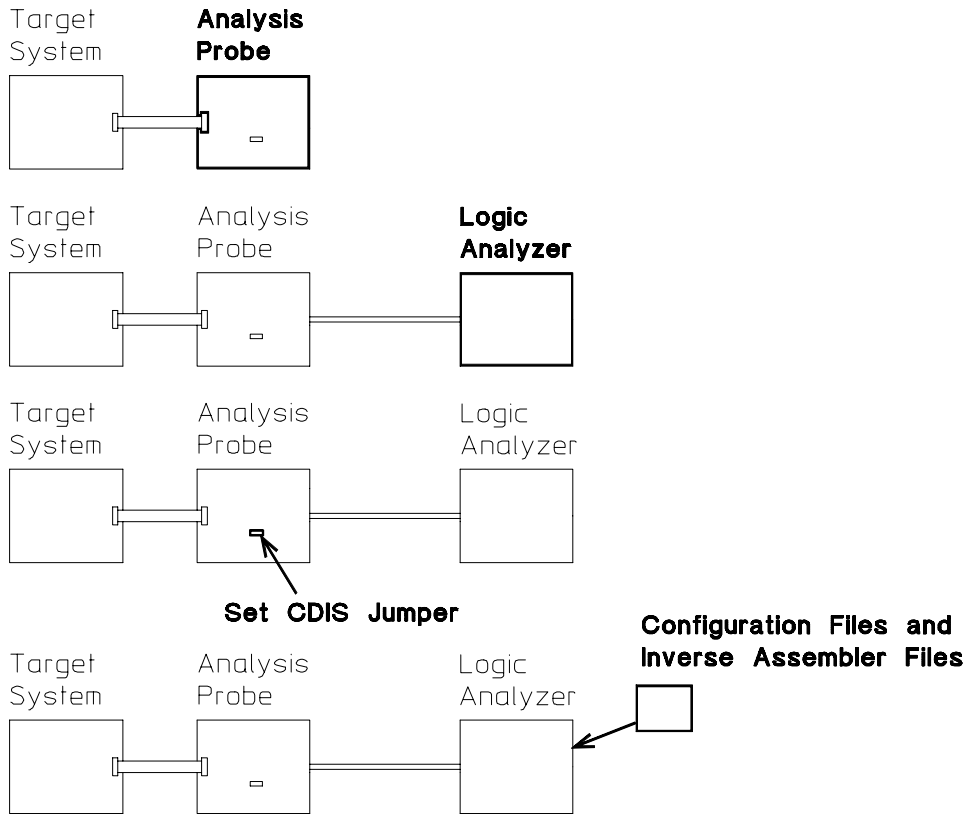 Target
System
Analysis
Probe
Target
System
Analysis
Probe
Logic
Analyzer
Target
System
Analysis
Probe
Logic
Analyzer
Set CDIS Jumper
Configuration Files and
Inverse Assembler Files
Target
System
Analysis
Probe
Logic
Analyzer